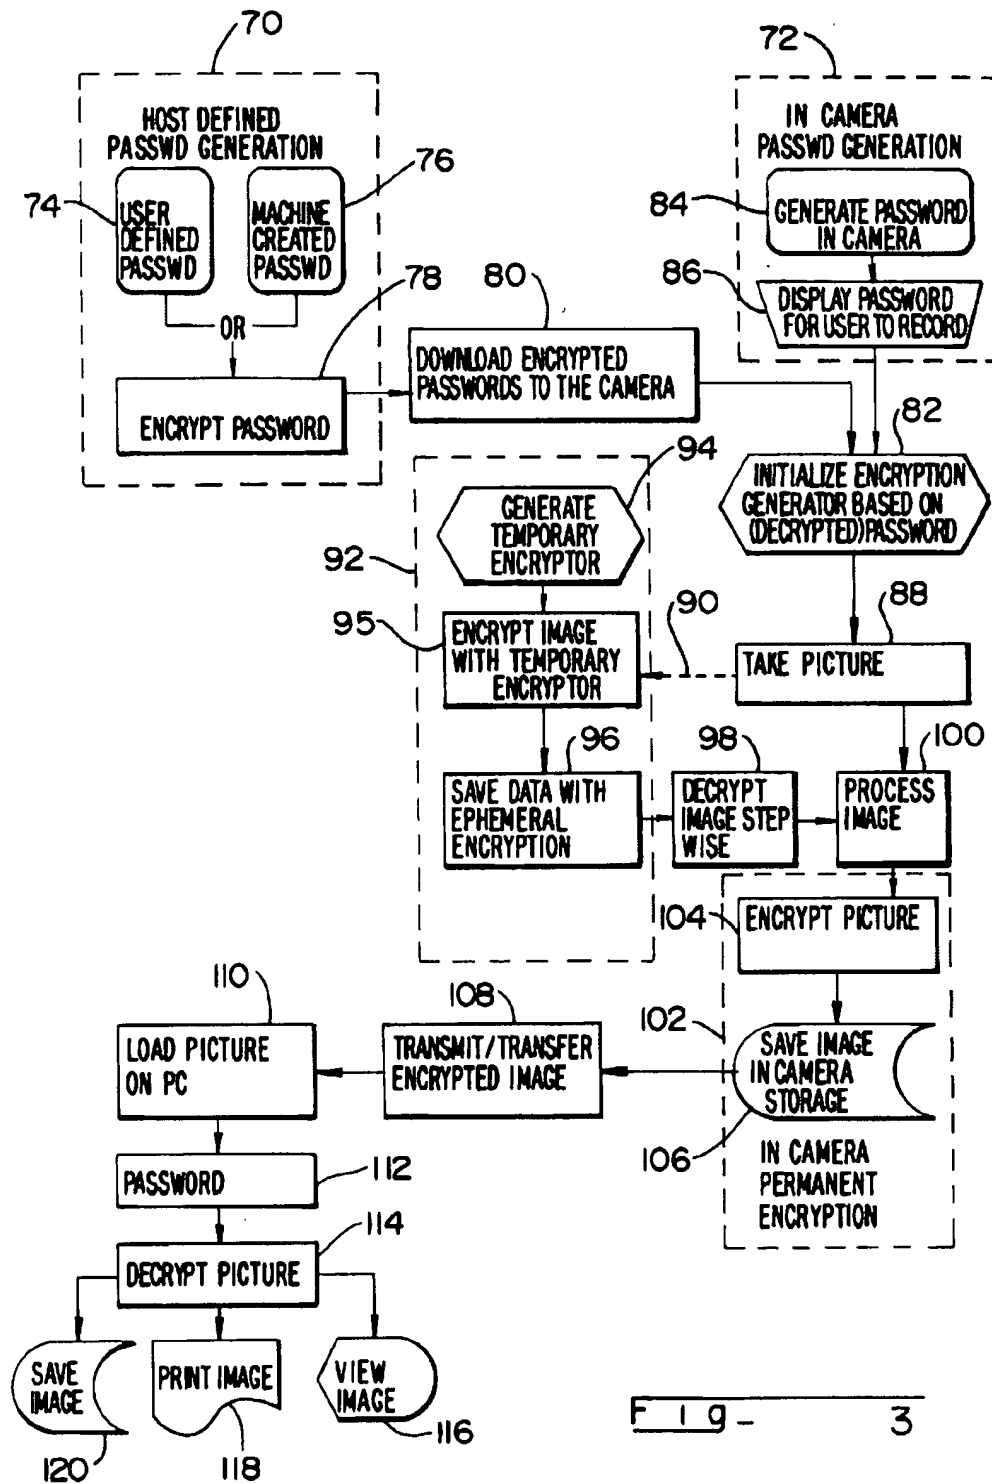 70
72
HOST DEFINED
PASSWD GENERATION
74
USER
DEFINED
PASSWD
76
MACHINE
CREATED
PASSWD
OR
78
ENCRYPT PASSWORD
80
DOWNLOAD ENCRYPTED
PASSWORDS TO THE CAMERA
IN CAMERA
PASSWD GENERATION
84
GENERATE PASSWORD
IN CAMERA
86
DISPLAY PASSWORD
FOR USER TO RECORD
82
INITIALIZE ENCRYPTION
GENERATOR BASED ON
(DECRYPTED)PASSWORD
94
GENERATE
TEMPORARY
ENCRYPTOR
92
95
ENCRYPT IMAGE
WITH TEMPORARY
ENCRYPTOR
90
88
TAKE PICTURE
96
SAVE DATA WITH
EPHEMERAL
ENCRYPTION
98
DECRYPT
IMAGE STEP
WISE
100
PROCESS
IMAGE
104
ENCRYPT PICTURE
102
SAVE IMAGE
IN CAMERA
STORAGE
106
IN CAMERA
PERMANENT
ENCRYPTION
108
TRANSMIT/TRANSFER
ENCRYPTED IMAGE
110
LOAD PICTURE
ON PC
PASSWORD
112
114
DECRYPT PICTURE
SAVE
IMAGE
120
PRINT IMAGE
118
VIEW
IMAGE
116
Fig- 3